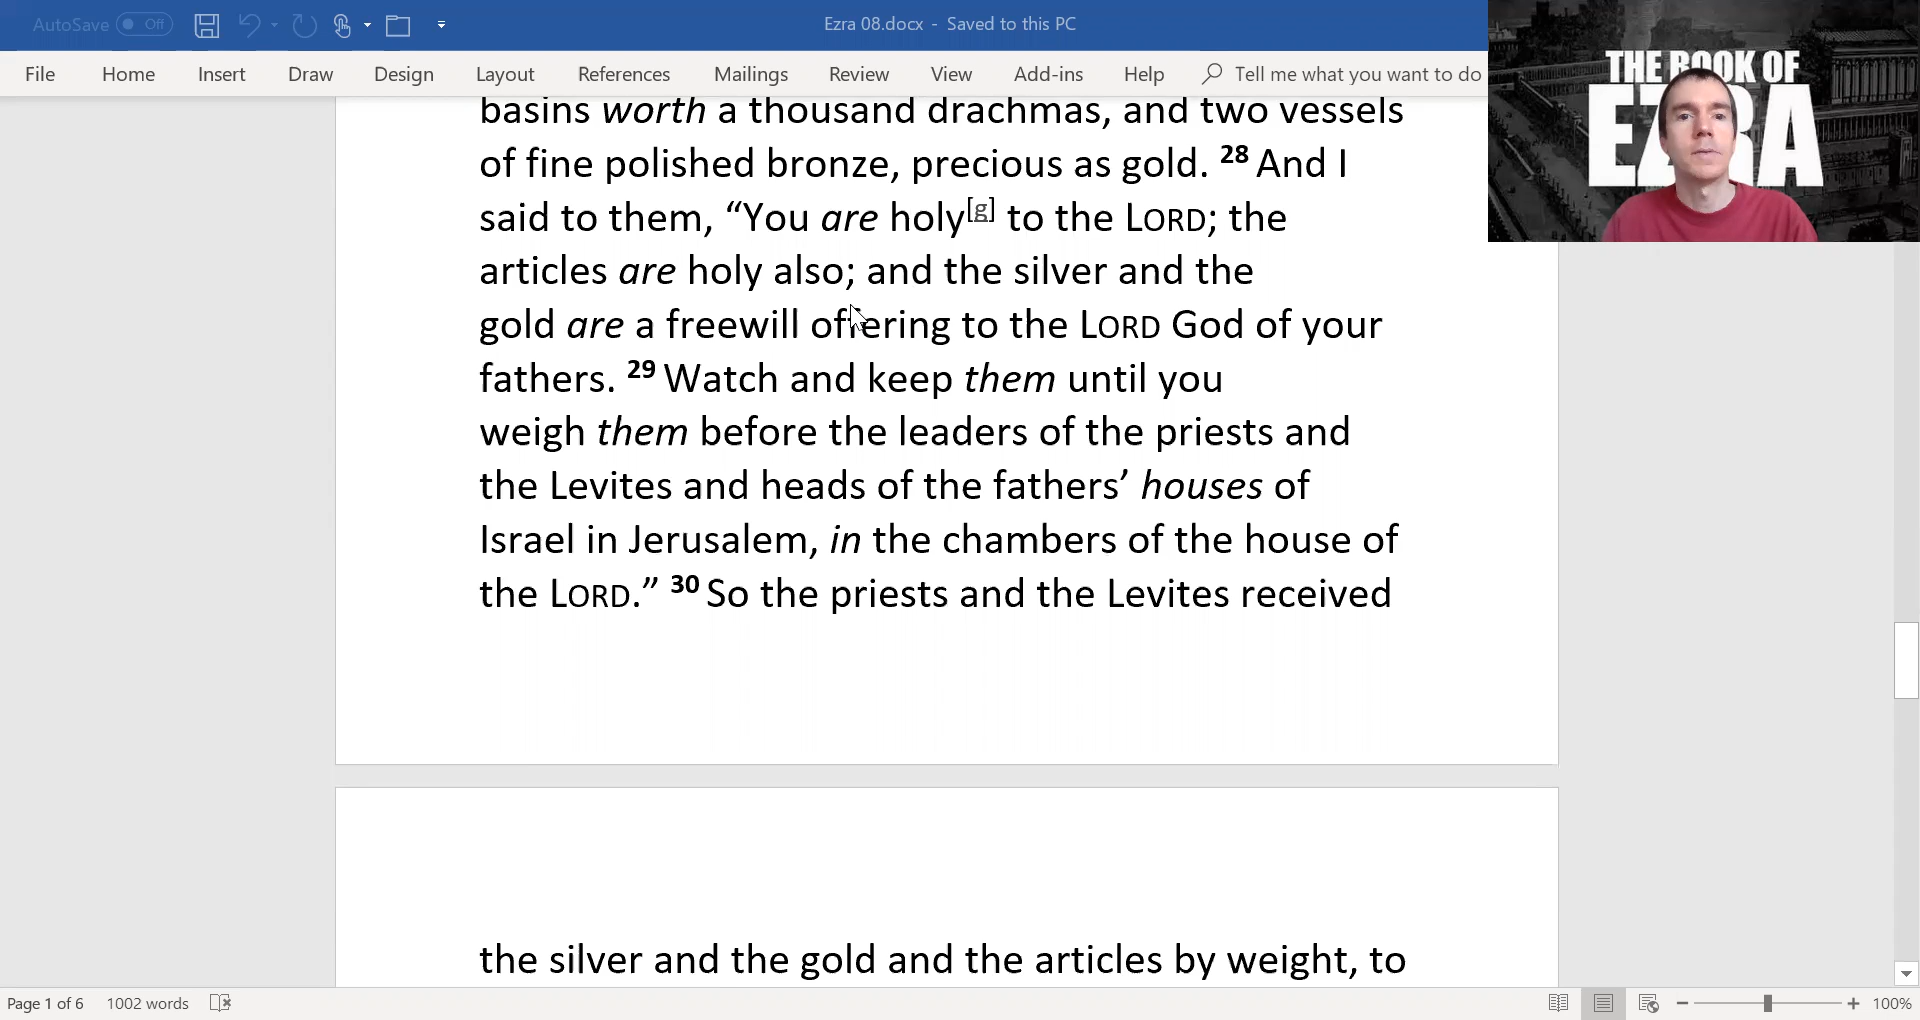 AutoSave Off
Ezra 08.docx - Saved to this PC
File Home Insert Draw Design Layout References Mailings Review View Add-ins Help Tell me what you want to do
THE BOOK OF
EZRA
basins worth a thousand drachmas, and two vessels
of fine polished bronze, precious as gold. 28 And I
said to them, “You are holy[g] to the LORD; the
articles are holy also; and the silver and the
gold are a freewill offering to the LORD God of your
fathers. 29 Watch and keep them until you
weigh them before the leaders of the priests and
the Levites and heads of the fathers’ houses of
Israel in Jerusalem, in the chambers of the house of
the LORD.” 30 So the priests and the Levites received
the silver and the gold and the articles by weight, to
Page 1 of 6 1002 words 100%